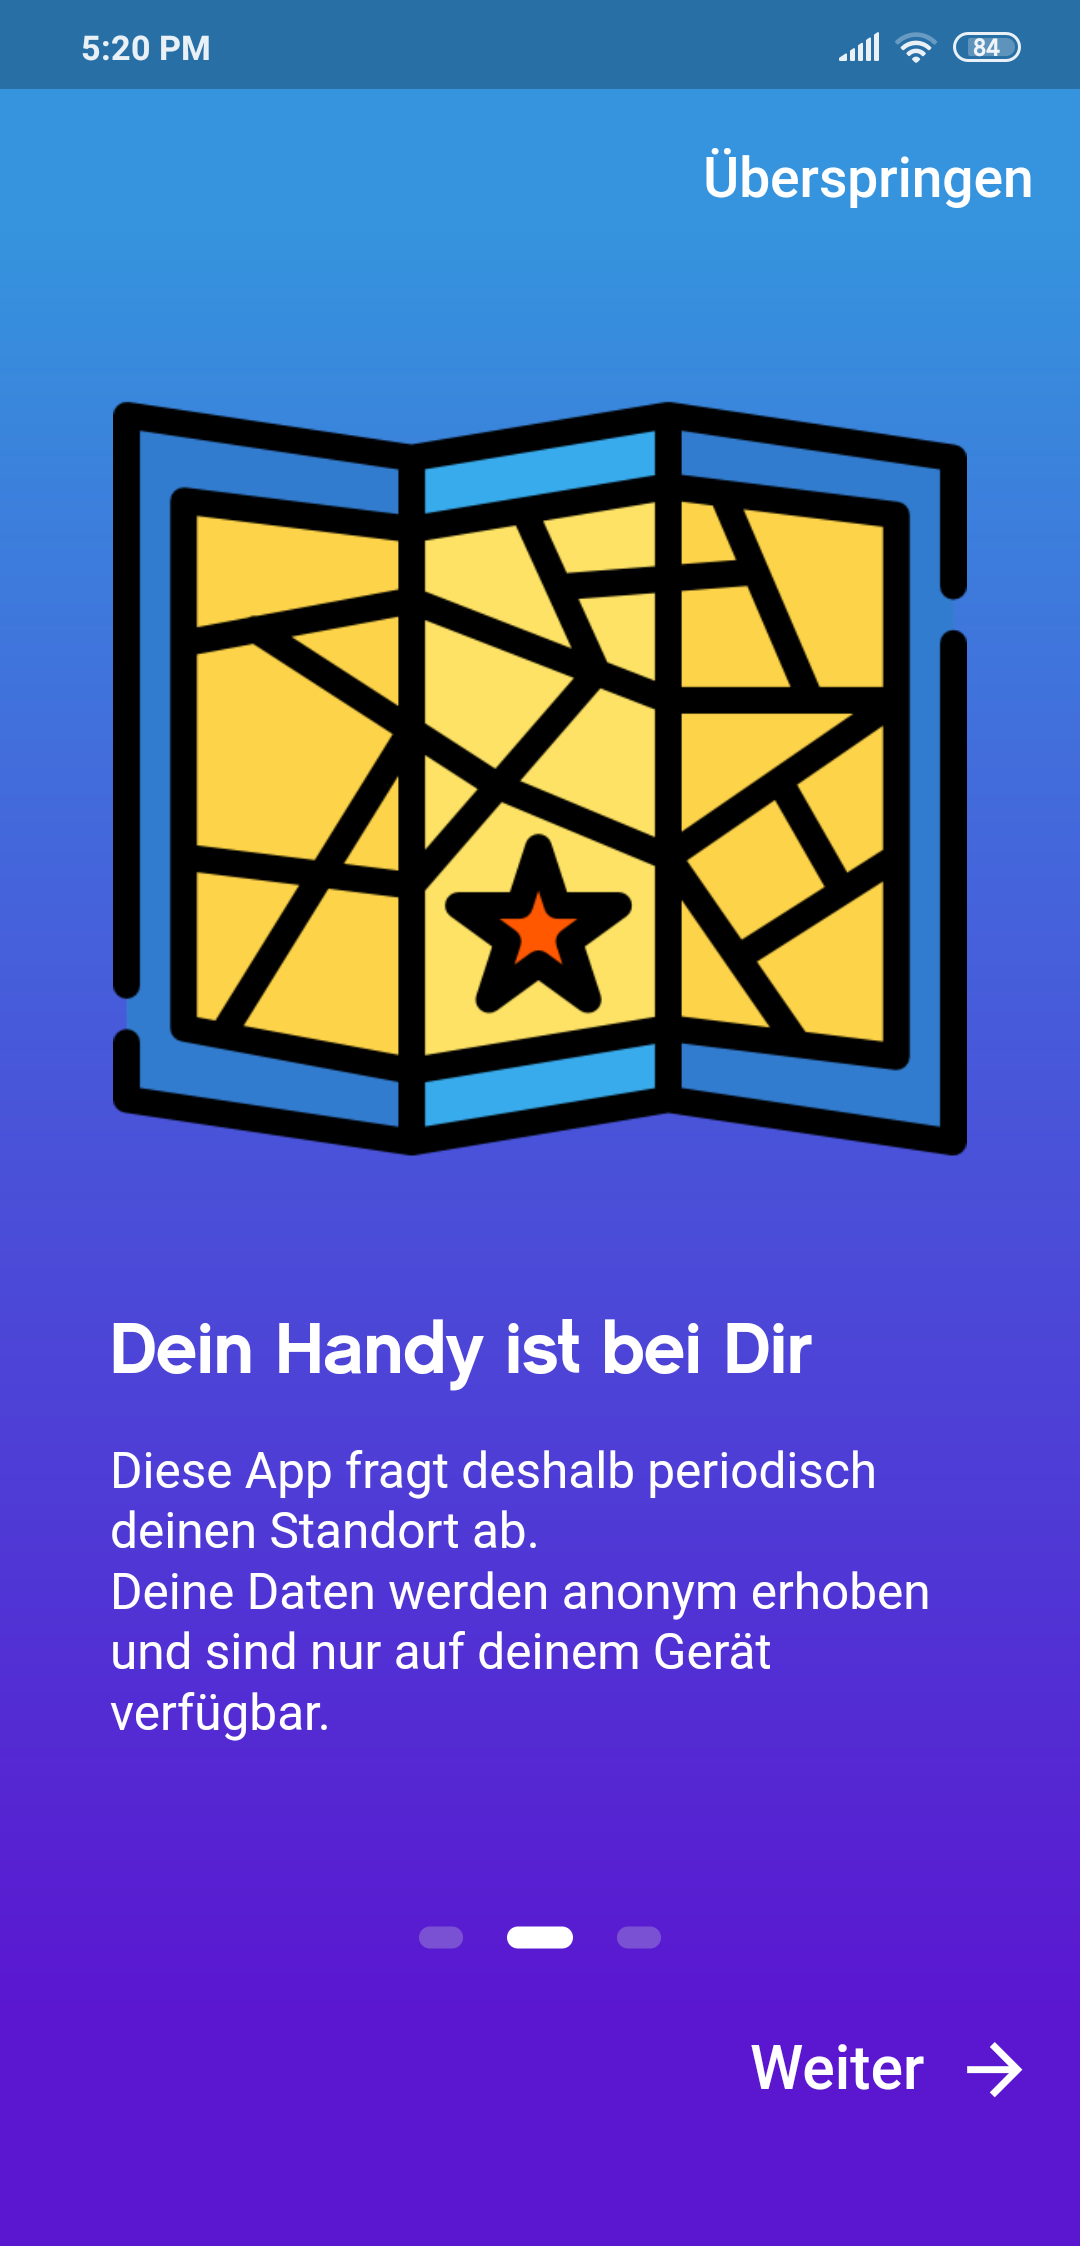 5:20 PM
84
Überspringen
Dein Handy ist bei Dir
Diese App fragt deshalb periodisch
deinen Standort ab.
Deine Daten werden anonym erhoben
und sind nur auf deinem Gerät
verfügbar.
Weiter